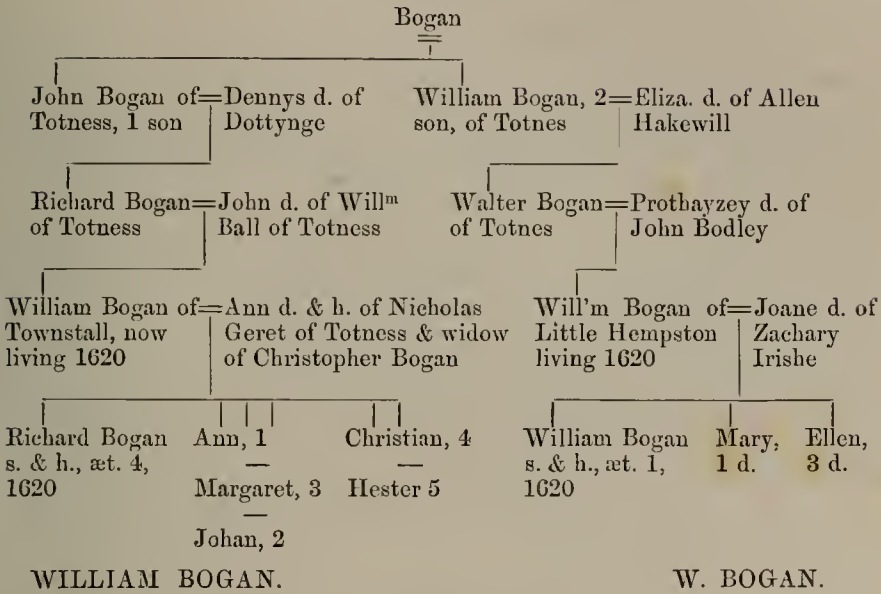 Bogan
John Bogan of=Dennys d. of
Totness, 1 son Dottynge
William Bogan, 2=Eliza. d. of Allen
son, of Totnes Hakewill
Richard Bogan=John d. of Willᵐ
of Totness Ball of Totness
Walter Bogan=Prothayzey d. of
of Totnes John Bodley
William Bogan of=Ann d. & h. of Nicholas
Townstall, now Geret of Totness & widow
living 1620 of Christopher Bogan
Will'm Bogan of=Joane d. of
Little Hempston Zachary
living 1620 Irishe
Richard Bogan
s. & h., æt. 4,
1620
Ann, 1
—
Margaret, 3
—
Johan, 2
Christian, 4
—
Hester 5
William Bogan
s. & h., æt. 1,
1620
Mary,
1 d.
Ellen,
3 d.
WILLIAM BOGAN.
W. BOGAN.